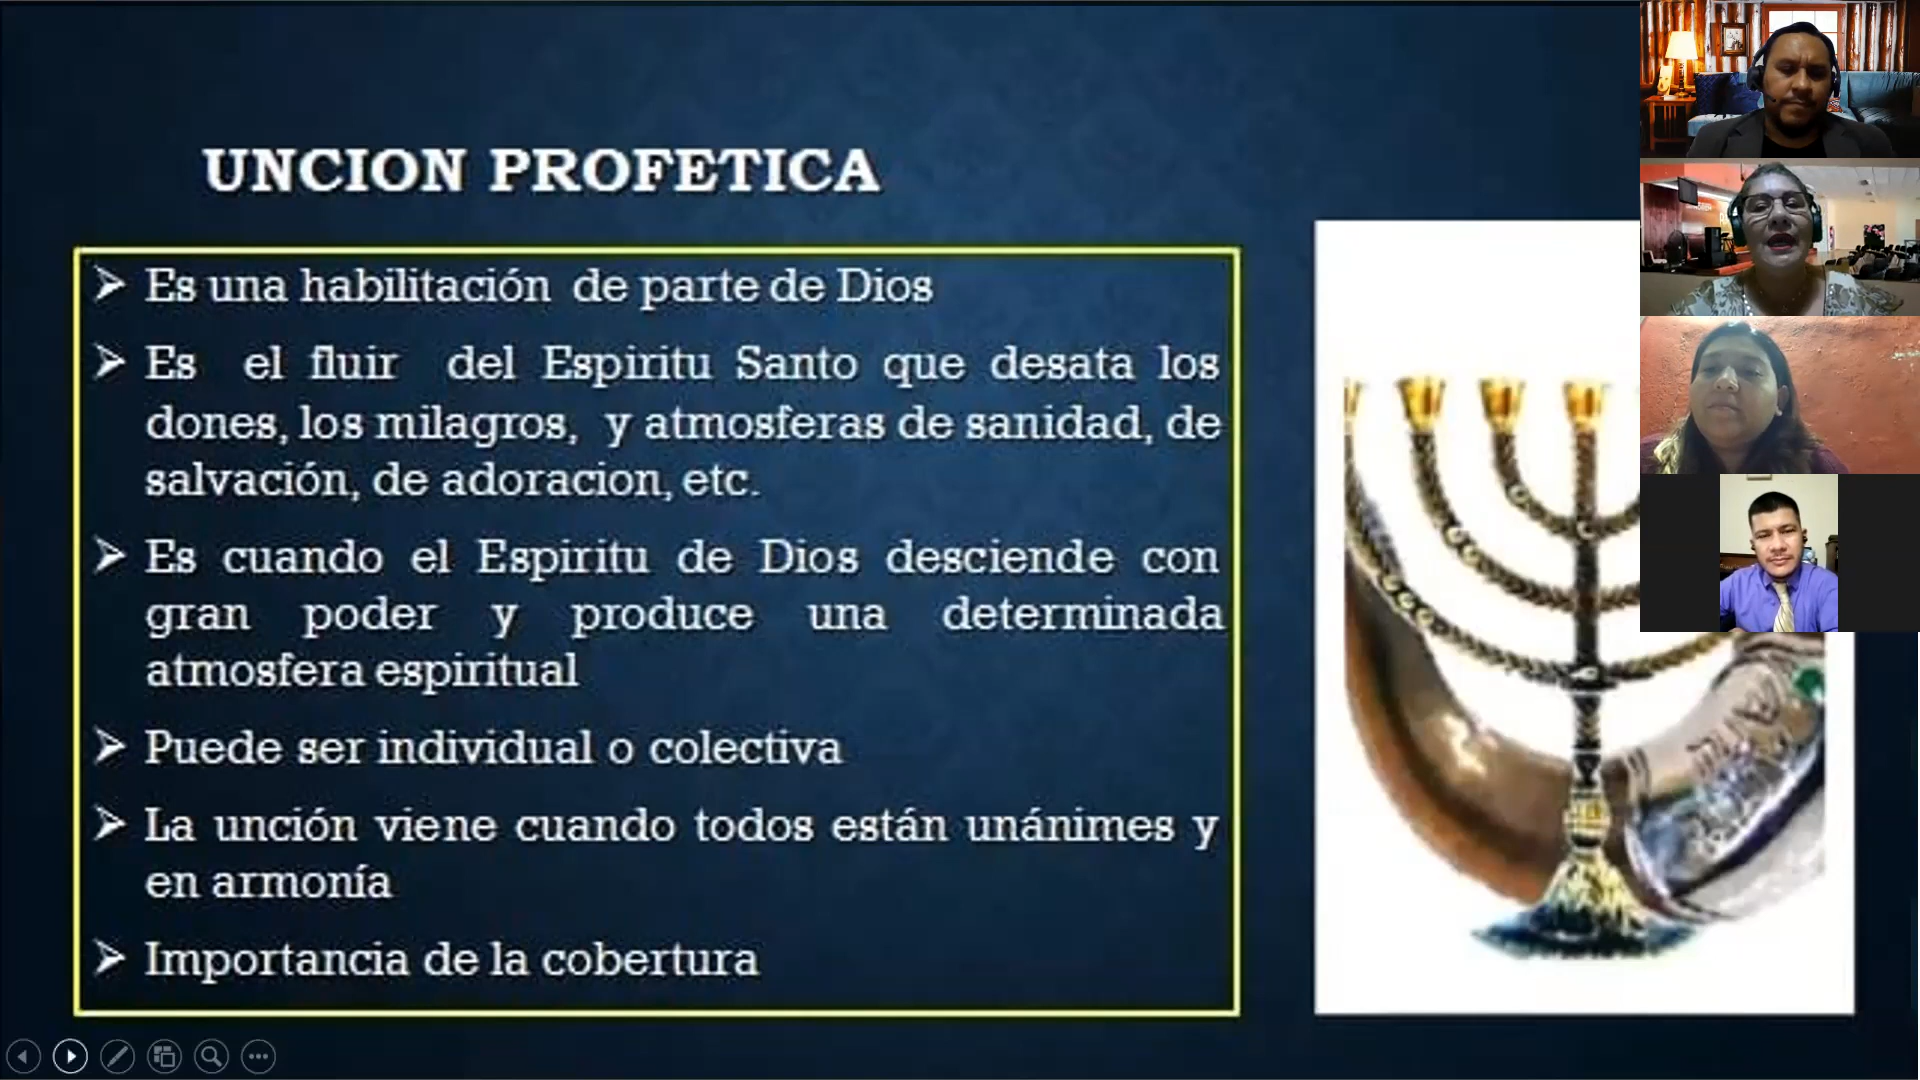 UNCION PROFETICA
Es una habilitación de parte de Dios
Es el fluir del Espiritu Santo que desata los
dones, los milagros, y atmosferas de sanidad, de
salvación, de adoracion, etc.
Es cuando el Espiritu de Dios desciende con
gran poder y produce una determinada
atmosfera espiritual
Puede ser individual o colectiva
La unción viene cuando todos están unánimes y
en armonía
Importancia de la cobertura